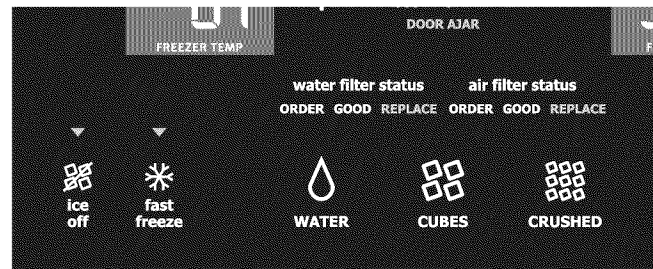 DOOR AJAR
FREEZER TEMP
water filter status air filter status
ORDER GOOD REPLACE ORDER GOOD REPLACE
ice off
fast freeze
WATER
CUBES
CRUSHED